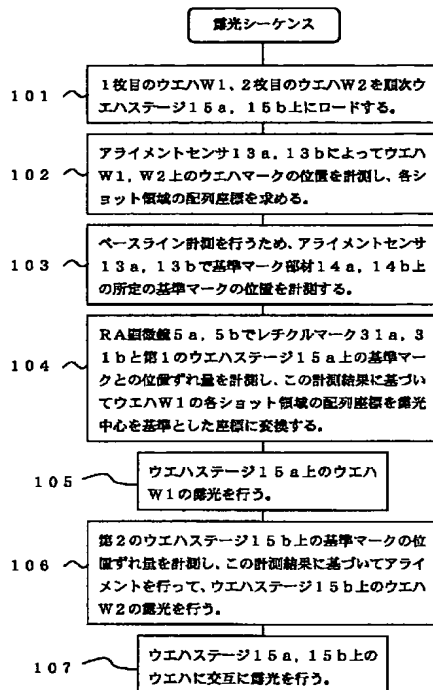 露光シーケンス
101
1枚目のウエハW1、2枚目のウエハW2を順次ウ
エハステージ15a，15b上にロードする。
102
アライメントセンサ13a，13bによってウエハ
W1，W2上のウエハマークの位置を計測し、各シ
ョット領域の配列座標を求める。
103
ベースライン計測を行うため、アライメントセンサ
13a，13bで基準マーク部材14a，14b上
の所定の基準マークの位置を計測する。
104
RA顕微鏡5a，5bでレチクルマーク31a，3
1bと第1のウエハステージ15a上の基準マー
クとの位置ずれ量を計測し、この計測結果に基づい
てウエハW1の各ショット領域の配列座標を露光
中心を基準とした座標に変換する。
105
ウエハステージ15a上のウエハ
W1の露光を行う。
106
第2のウエハステージ15b上の基準マークの位
置ずれ量を計測し、この計測結果に基づいてアライ
メントを行って、ウエハステージ15b上のウエハ
W2の露光を行う。
107
ウエハステージ15a，15b上の
ウエハに交互に露光を行う。